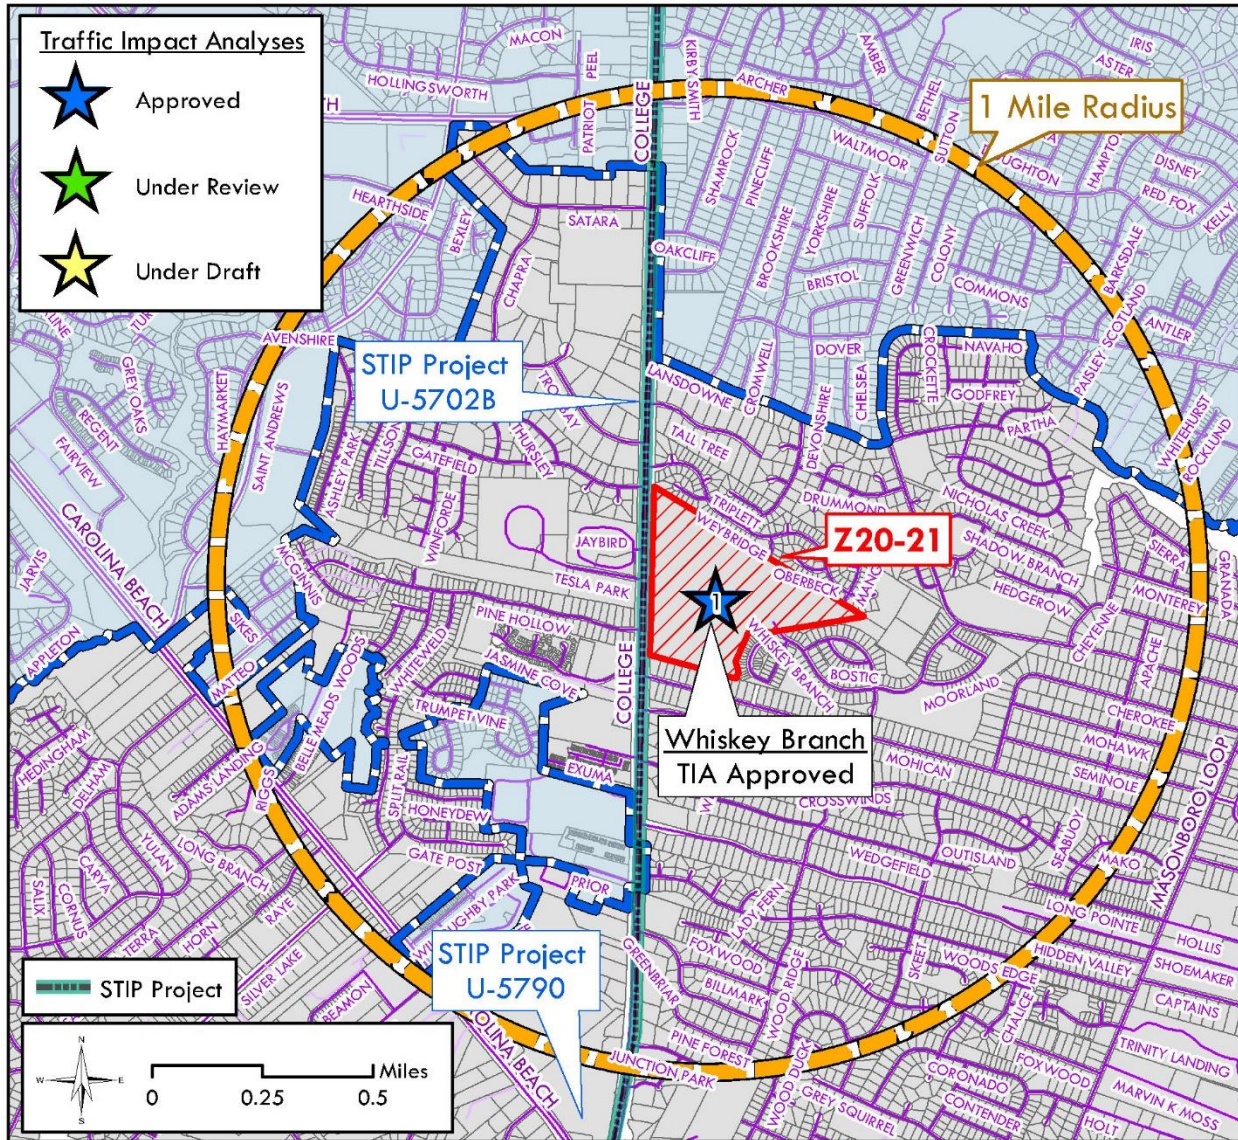 Traffic Impact Analyses
Approved
Under Review
Under Draft
1 Mile Radius
STIP Project
U-5702B
Z20-21
1
Whiskey Branch
TIA Approved
STIP Project
U-5790
STIP Project
N
W
E
S
Miles
0
0.25
0.5
MACON
HOLLINGSWORTH
PEEL
PATRIOT
COLLEGE
KIRBY SMITH
ARCHER
AMBER
BETHEL
SUTTON
IRIS
ASTER
DISNEY
RED FOX
KELLY
HEARTHSIDE
BEXLEY
SATARA
CHAPRA
SHAMROCK
PINECLIFF
WALTMOOR
OAKCLIFF
BROOKSHIRE
YORKSHIRE
SUFFOLK
BRISTOL
GREENWICH
COLONY
COMMONS
BARKSDALE
SCOTLAND
PAISLEY
ANTLER
AVENSHIRE
GREY OAKS
REGENT
FAIRVIEW
HAYMARKET
SAINT ANDREWS
JARVIS
CAROLINA BEACH
ASHLEY PARK
TILLSON
GATEFIELD
WINFORDE
THURSLEY
LANSDOWNE
CROMWELL
DOVER
CHELSEA
DEVONSHIRE
TALL TREE
CROCKETTE
NAVAHO
GODFREY
PARTHA
WHITEHURST
ROCKLUND
TRIPLETT
WEYBRIDGE
DRUMMOND
OBERBECK
NICHOLAS CREEK
SHADOW BRANCH
HEDGEROW
SIERRA
GRANADA
MONTEREY
CHEYENNE
APACHE
JAYBIRD
TESLA PARK
MCGINNIS
PINE HOLLOW
JASMINE COVE
WHITEWELD
TRUMPET VINE
COLLEGE
WHISKEY BRANCH
BOSTIC
MOORLAND
CHEROKEE
MOHAWK
SEMINOLE
MOHICAN
CROSSWINDS
APPLETON
SIKES
MATTEO
BELLE MEADS WOODS
ADAMS LANDING
RIGGS
HEDINGHAM
DELHAM
YULAN
CARYA
CORNUS
SALIX
LONG BRANCH
RAYE
HORN
SILVER LAKE
BEAMON
SPLIT RAIL
HONEYDEW
GATE POST
EXUMA
PRIOR
WILLOUGHBY PARK
WEDGEFIELD
OUTISLAND
SEABUOY
MAKO
MASONBORO LOOP
LONG POINTE
HOLLIS
SHOEMAKER
CAPTAINS
HIDDEN VALLEY
WOODS EDGE
CHALICE
SKEET
LADY FERN
FOXWOOD
BILLMARK
WOOD RIDGE
GREENBRIAR
PINE FOREST
JUNCTION PARK
WOOD DUCK
GREY SQUIRREL
CORONADO
CONTENDER
FOXWOOD
TRINITY LANDING
MARVIN K MOSS
HOLT